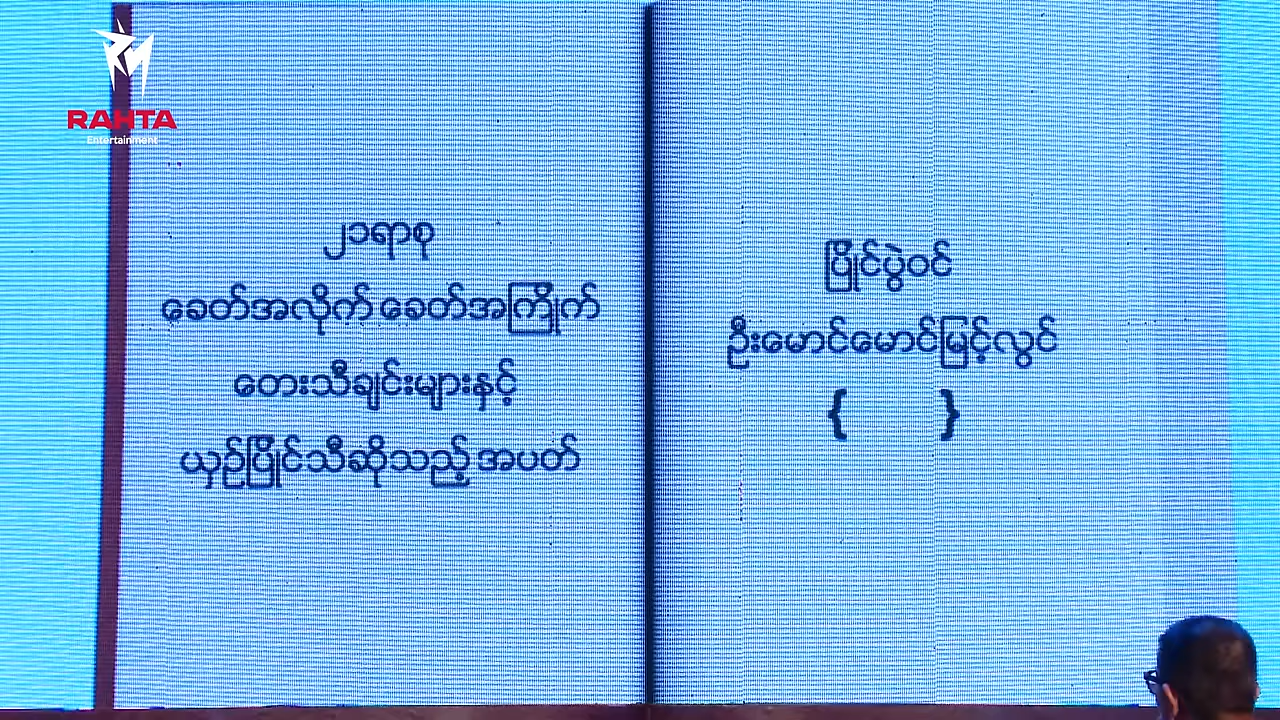 RAHTA
Entertainment
၂၁ရာစု
ခေတ်အလိုက် ခေတ်အကြိုက်
တေးသီချင်းများနှင့်
ယှဉ်ပြိုင်သီဆိုသည့် အပတ်
ပြိုင်ပွဲဝင်
ဦးမောင်မောင်မြင့်လွင်
{ }